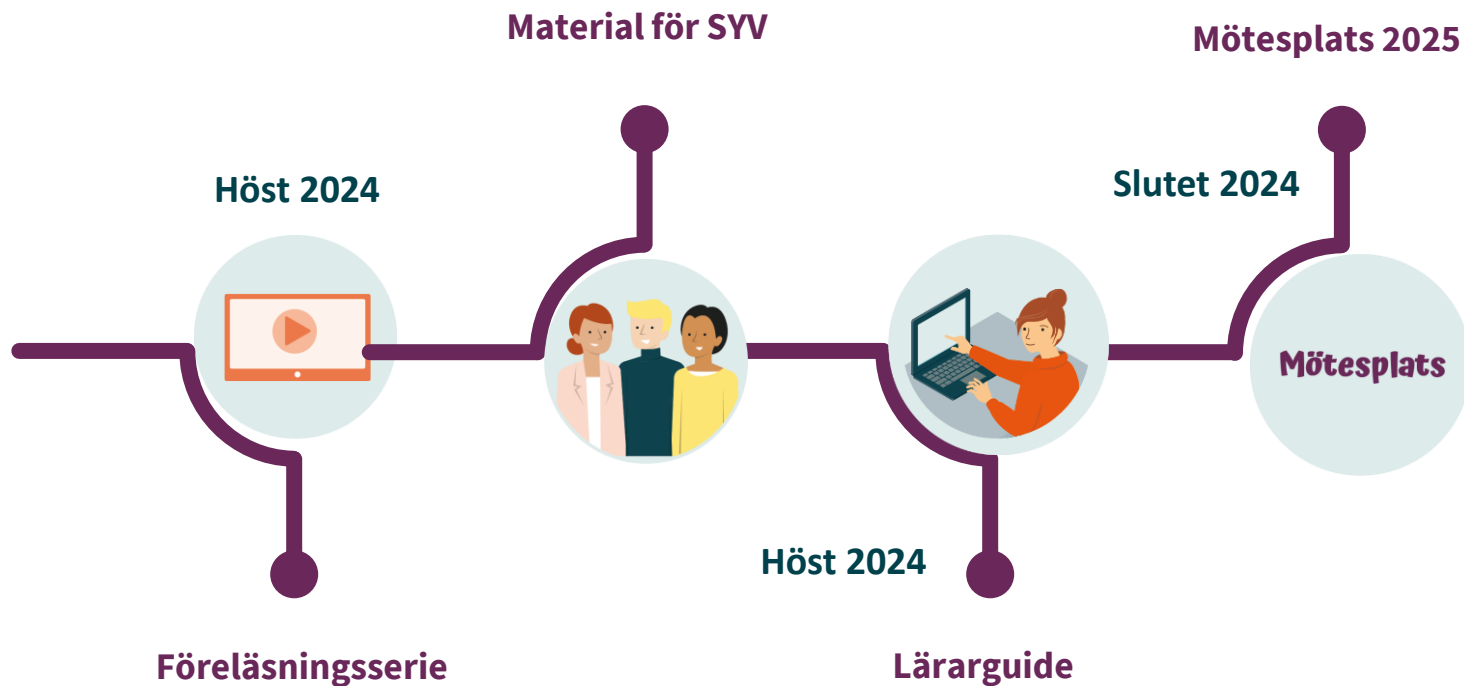 Material för SYV
Mötesplats 2025
Höst 2024
Slutet 2024
Mötesplats
Höst 2024
Föreläsningsserie
Lärarguide